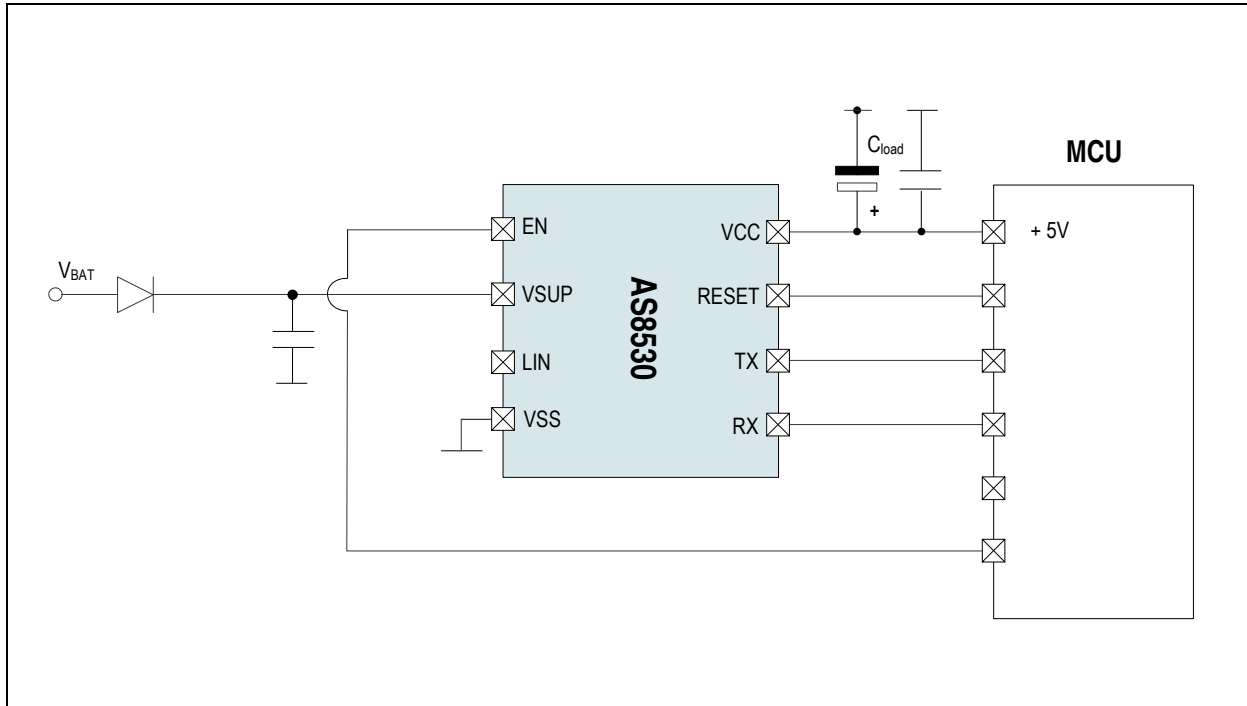 C_load
MCU
EN
VCC
+
+ 5V
V_BAT
VSUP
AS8530
RESET
LIN
TX
VSS
RX